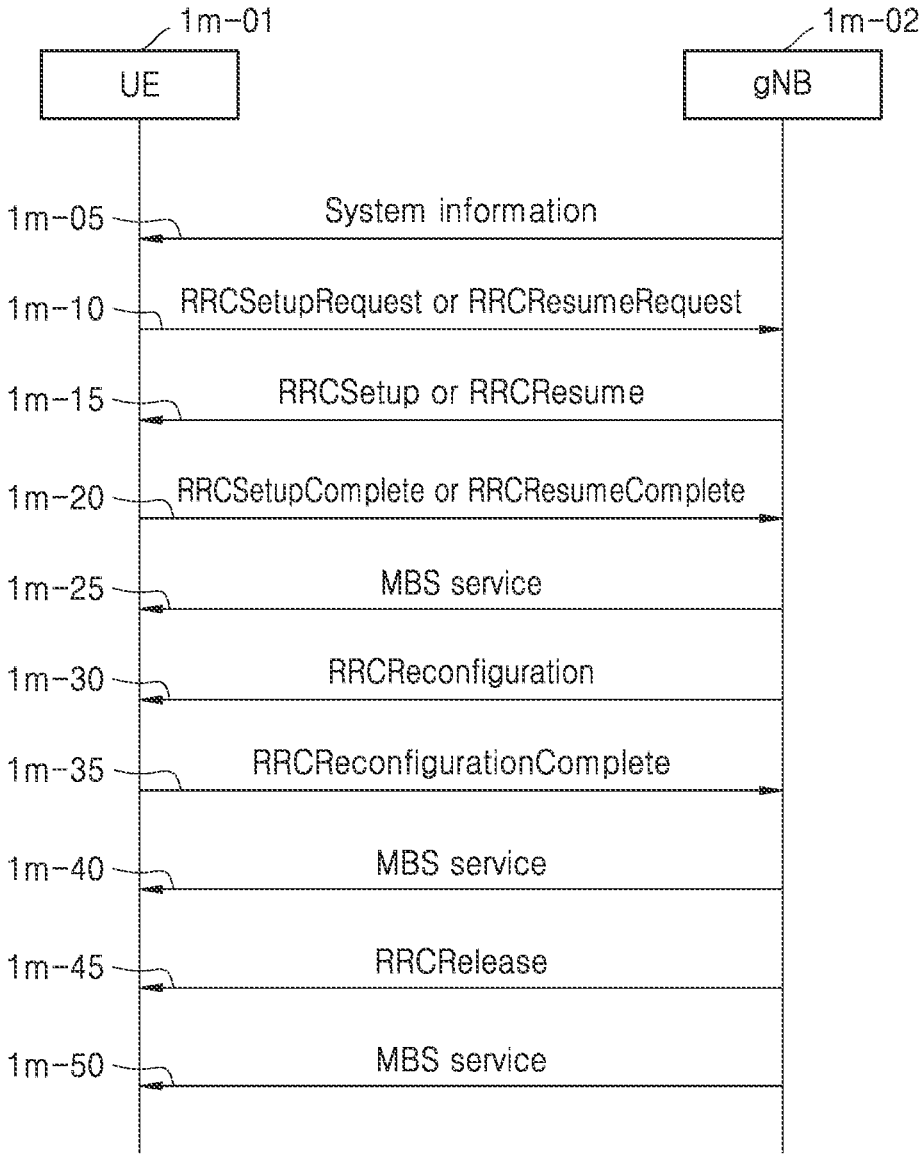 1m-01
1m-02
UE
gNB
1m-05
System information
1m-10
RRCSetupRequest or RRCResumeRequest
1m-15
RRCSetup or RRCResume
1m-20
RRCSetupComplete or RRCResumeComplete
1m-25
MBS service
1m-30
RRCReconfiguration
1m-35
RRCReconfigurationComplete
1m-40
MBS service
1m-45
RRCRelease
1m-50
MBS service